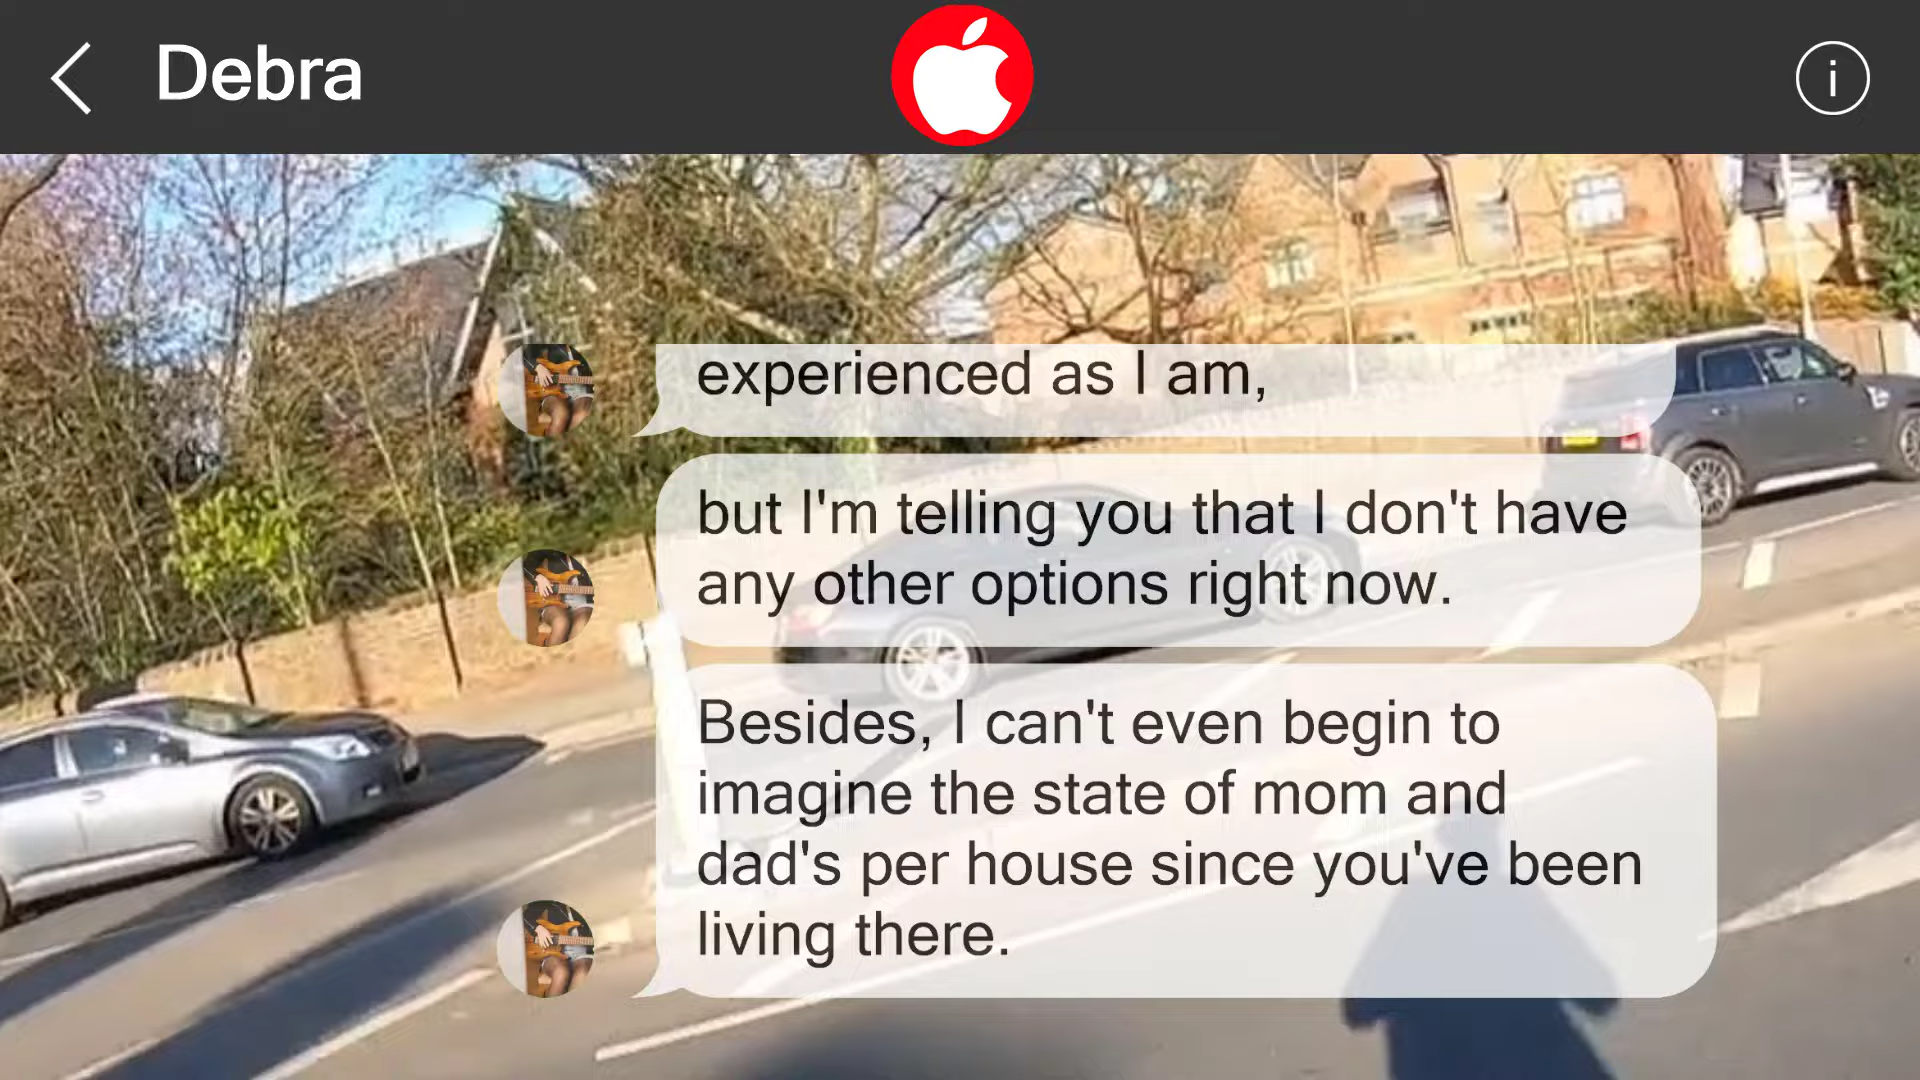 Debra
experienced as I am,
but I'm telling you that I don't have
any other options right now.
Besides, I can't even begin to
imagine the state of mom and
dad's per house since you've been
living there.